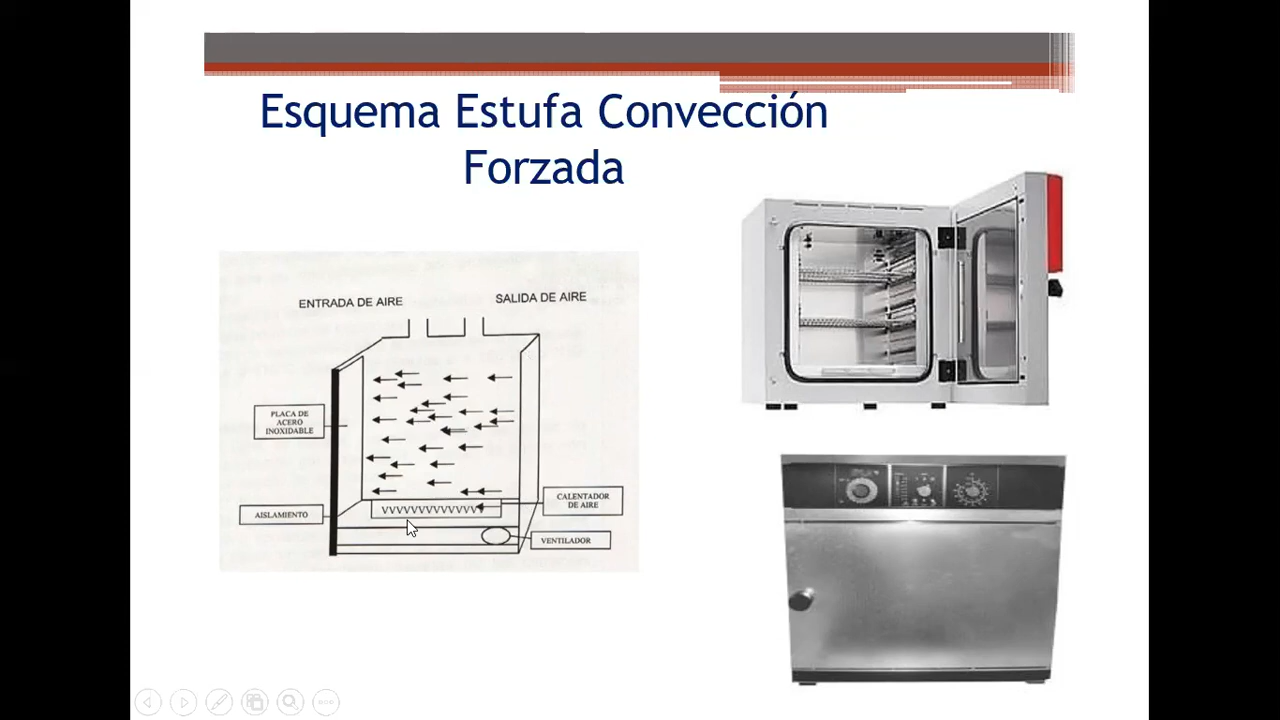 Esquema Estufa Convección
Forzada
ENTRADA DE AIRE
SALIDA DE AIRE
PLACA DE
ACERO
INOXIDABLE
AISLAMIENTO
VVVVVVVVVVVVVV
CALENTADOR
DE AIRE
VENTILADOR